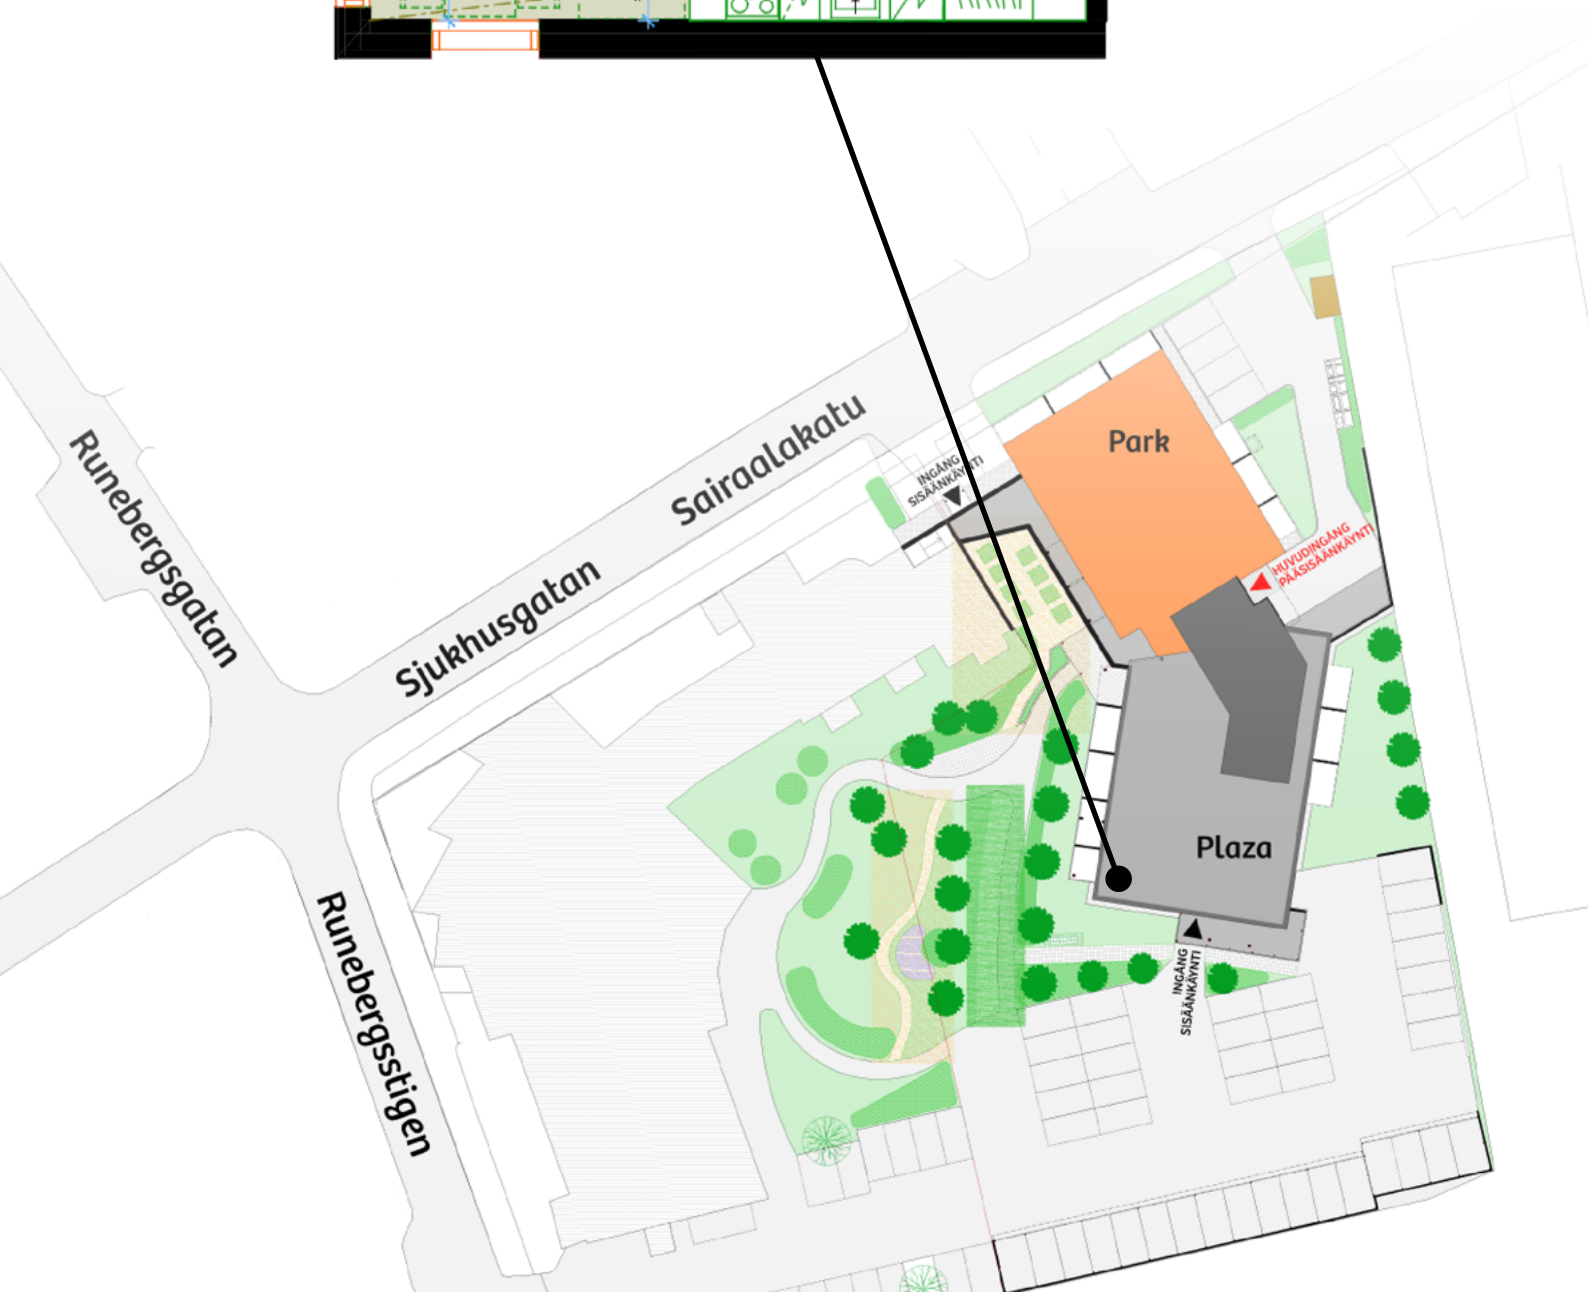 Sairaalakatu
Sjukhusgatan
Runebergsgatan
Runebergsstigen
INGÅNG
SISÄÄNKÄYNTI
Park
HUVUDINGÅNG
PÄÄSISÄÄNKÄYNTI
Plaza
INGÅNG
SISÄÄNKÄYNTI